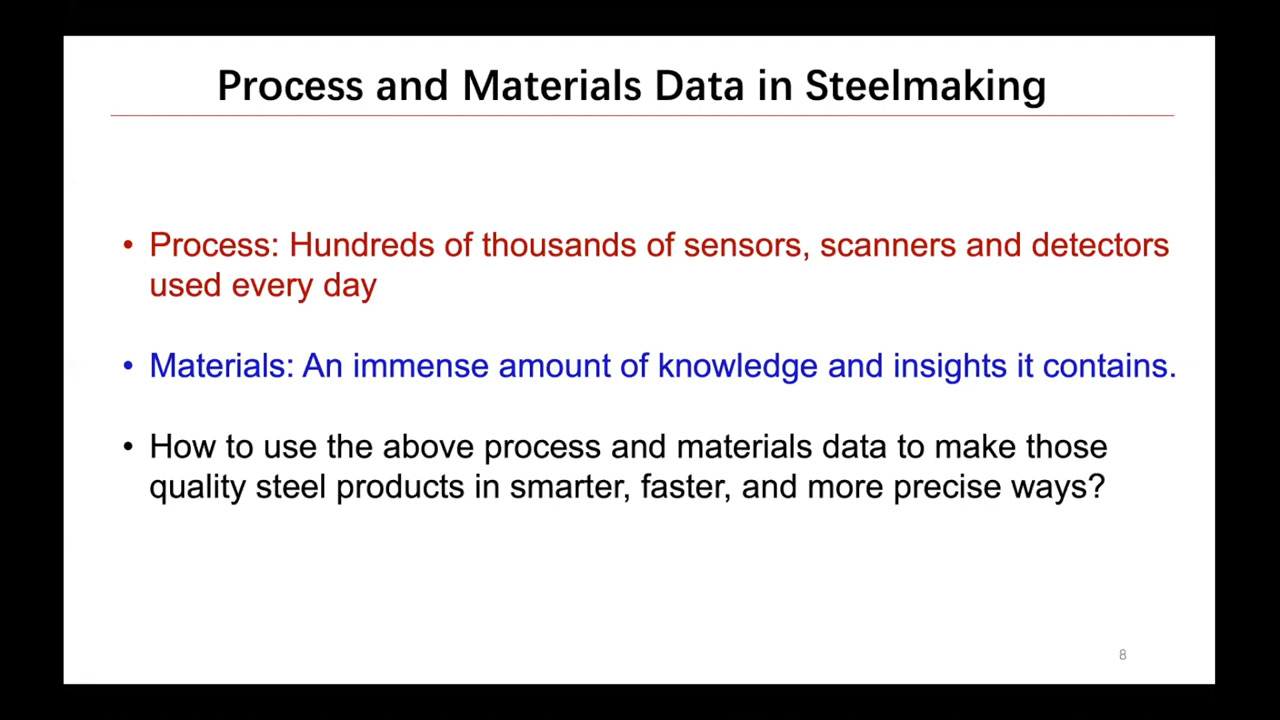 Process and Materials Data in Steelmaking
• Process: Hundreds of thousands of sensors, scanners and detectors
used every day
• Materials: An immense amount of knowledge and insights it contains.
• How to use the above process and materials data to make those
quality steel products in smarter, faster, and more precise ways?
8